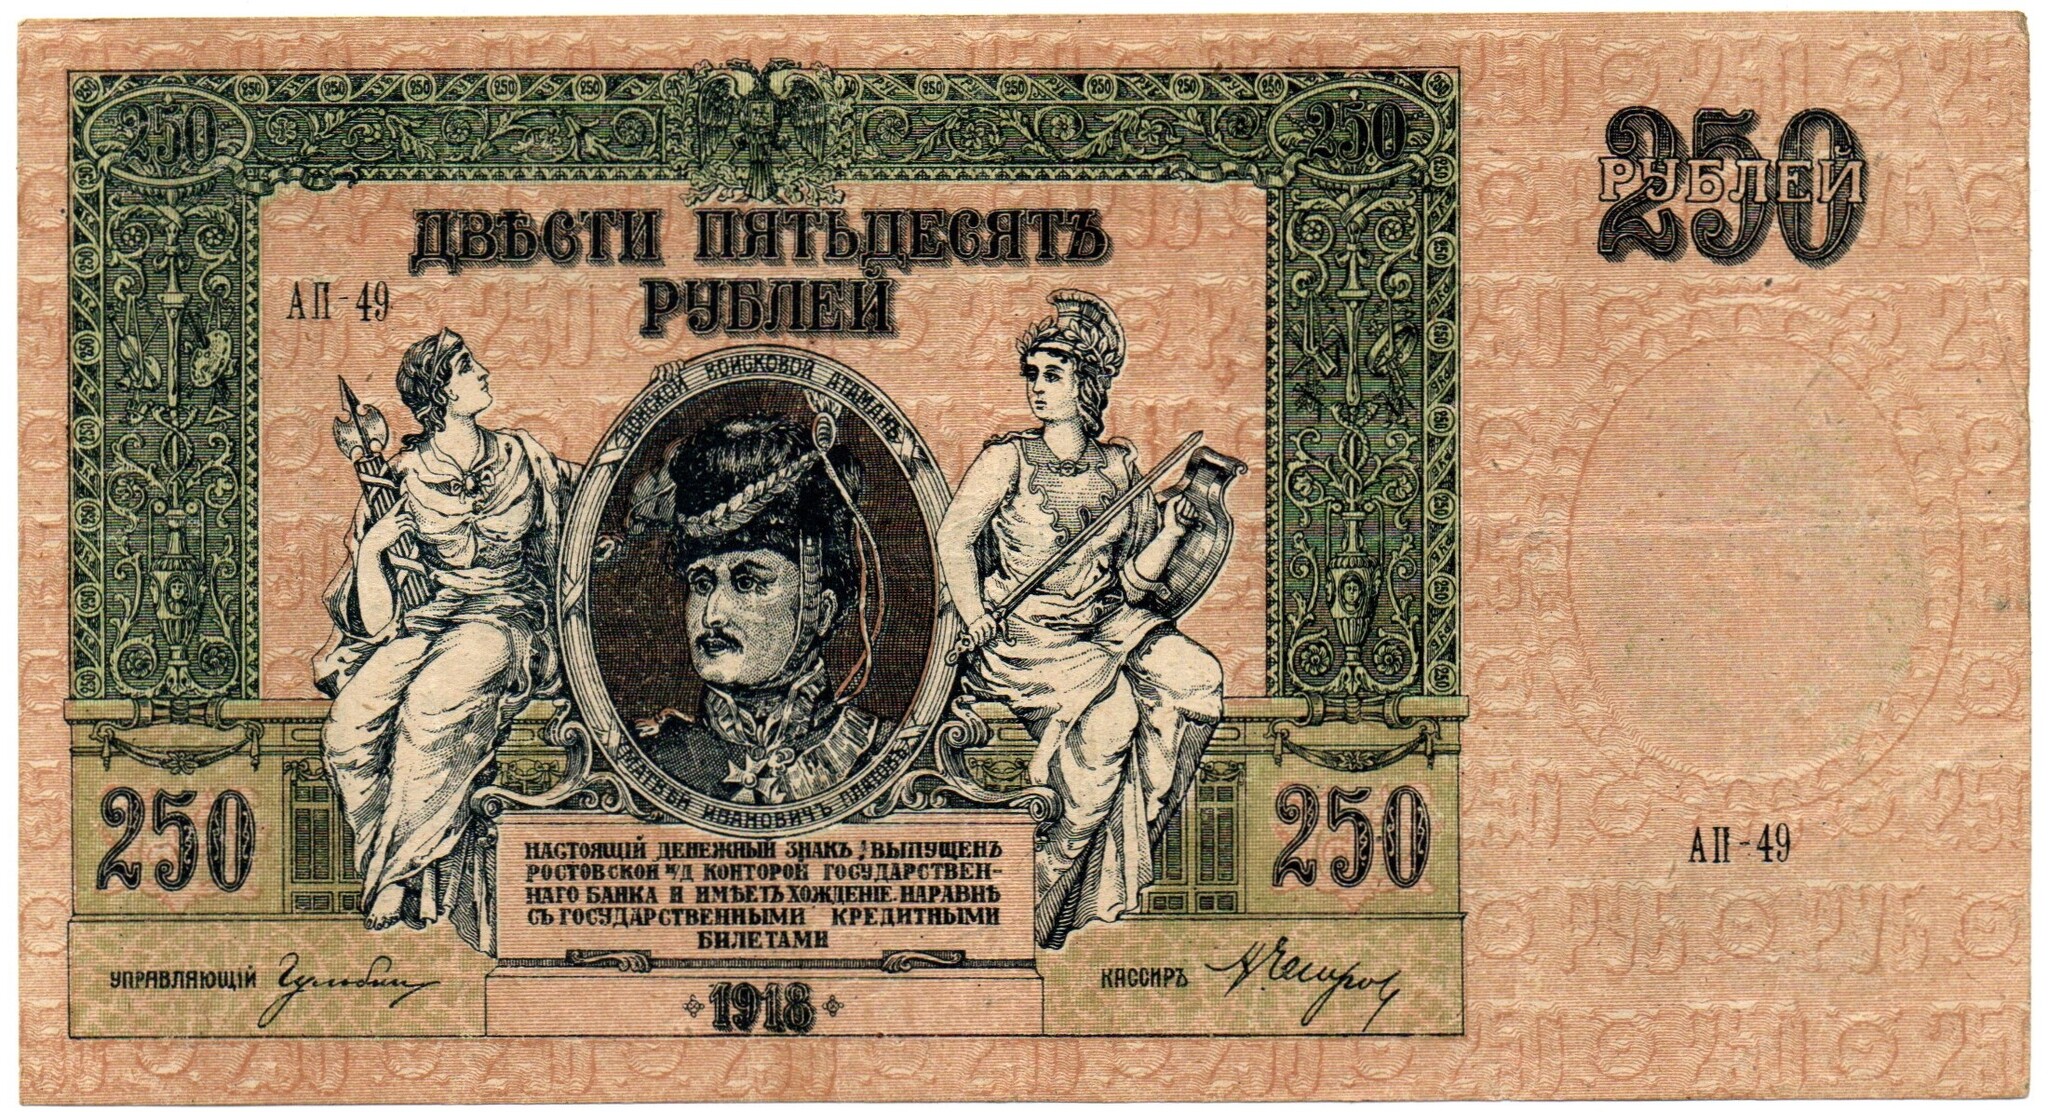 250
250
ДВѢСТИ ПЯТЬДЕСЯТЪ
РУБЛЕЙ
250
РУБЛЕЙ
АП-49
ДОНСКОЙ ВОЙСКОВОЙ АТАМАНЪ
МАТВѢЙ ИВАНОВИЧЪ ПЛАТОВЪ
250
250
НАСТОЯЩІЙ ДЕНЕЖНЫЙ ЗНАКЪ, ВЫПУЩЕНЪ
РОСТОВСКОЙ н/Д КОНТОРОЙ ГОСУДАРСТВЕН-
НАГО БАНКА И ИМѢЕТЪ ХОЖДЕНІЕ НАРАВНѢ
СЪ ГОСУДАРСТВЕННЫМИ КРЕДИТНЫМИ
БИЛЕТАМИ
АП-49
УПРАВЛЯЮЩІЙ
КАССИРЪ
1918